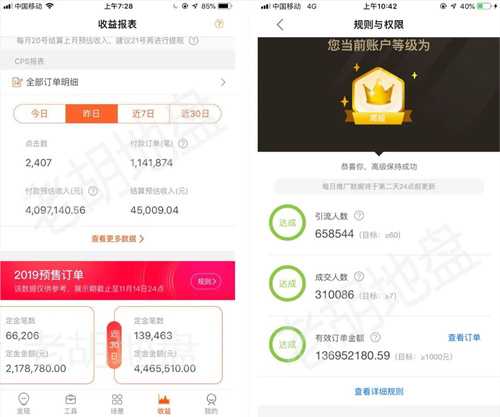 中国移动
上午7:28
85%
收益报表
每月20号结算上月预估收入，建议21号再进行提现
CPS报表
全部订单明细
今日
昨日
近7日
近30日
点击数
付款订单(笔)
2,407
1,141,874
付款预估收入(元)
结算预估收入(元)
4,097,140.56
45,009.04
查看更多数据 >
2019预售订单
该数据仅供参考，展示期截止至11月14日24点
规则>
定金笔数
定金笔数
66,206
139,463
近30日
定金金额(元)
定金金额(元)
2,178,780.00
4,465,510.00
金现
工具
场景
收益
我的
老胡地盘
中国移动 4G
上午10:42
40%
规则与权限
您当前账户等级为
高级
恭喜你，高级保持成功
每日推广数据将于第二天24点前更新
达成
引流人数
658544 (目标: ≥60)
达成
成交人数
310086 (目标: ≥7)
达成
有效订单金额
查看订单
136952180.59 (目标: ≥1000元)
查看详细规则
老胡地盘